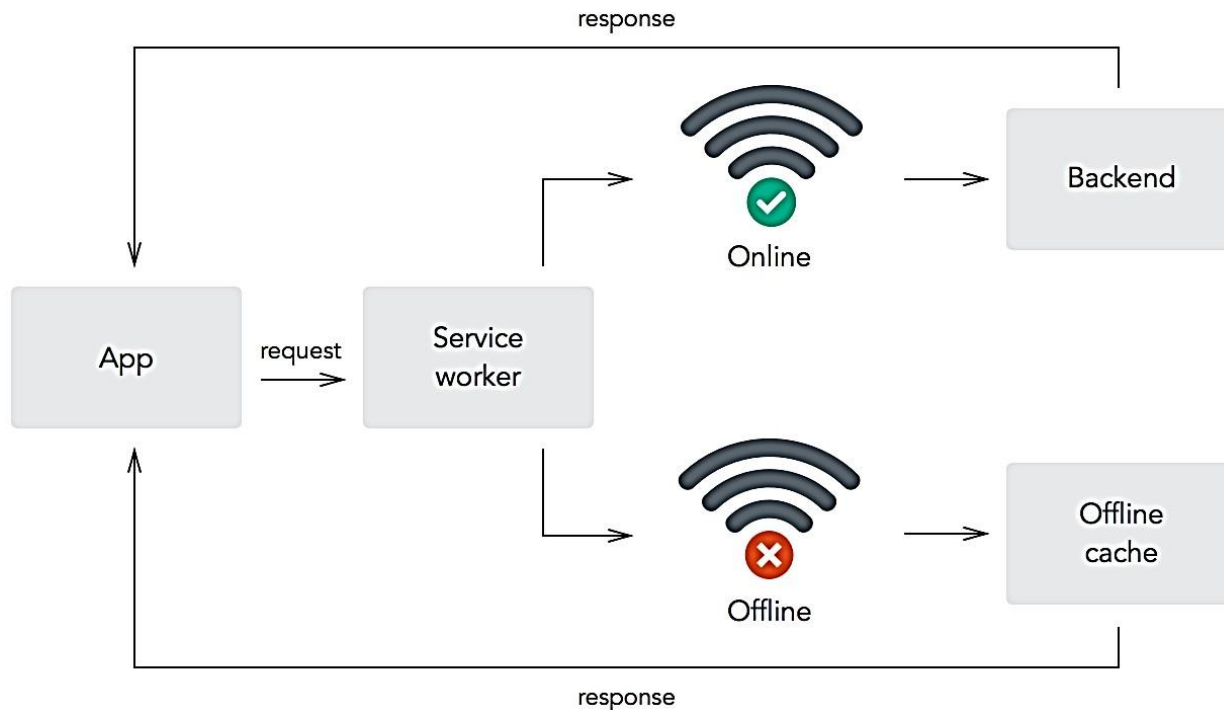 response
Backend
Online
App
request
Service
worker
Offline
cache
Offline
response